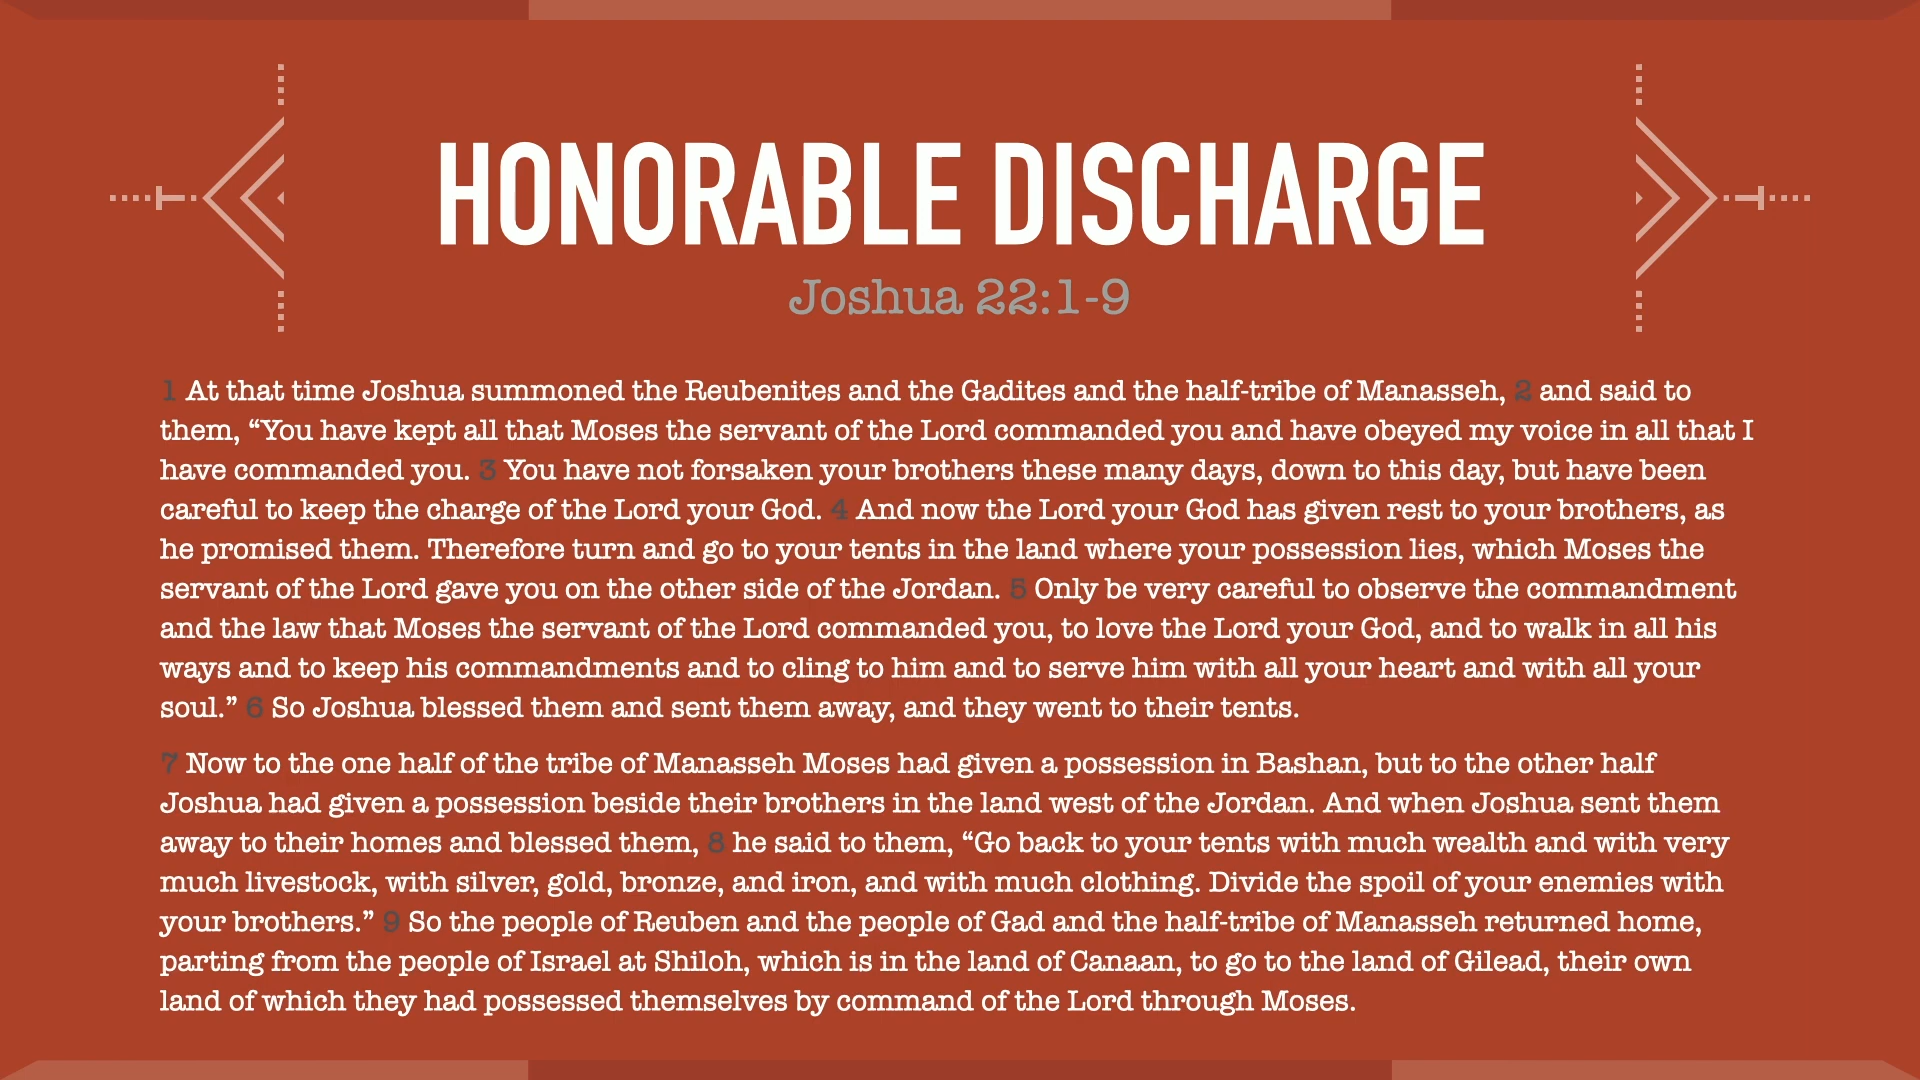 HONORABLE DISCHARGE
Joshua 22:1-9
1 At that time Joshua summoned the Reubenites and the Gadites and the half-tribe of Manasseh, 2 and said to
them, “You have kept all that Moses the servant of the Lord commanded you and have obeyed my voice in all that I
have commanded you. 3 You have not forsaken your brothers these many days, down to this day, but have been
careful to keep the charge of the Lord your God. 4 And now the Lord your God has given rest to your brothers, as
he promised them. Therefore turn and go to your tents in the land where your possession lies, which Moses the
servant of the Lord gave you on the other side of the Jordan. 5 Only be very careful to observe the commandment
and the law that Moses the servant of the Lord commanded you, to love the Lord your God, and to walk in all his
ways and to keep his commandments and to cling to him and to serve him with all your heart and with all your
soul.” 6 So Joshua blessed them and sent them away, and they went to their tents.
7 Now to the one half of the tribe of Manasseh Moses had given a possession in Bashan, but to the other half
Joshua had given a possession beside their brothers in the land west of the Jordan. And when Joshua sent them
away to their homes and blessed them, 8 he said to them, “Go back to your tents with much wealth and with very
much livestock, with silver, gold, bronze, and iron, and with much clothing. Divide the spoil of your enemies with
your brothers.” 9 So the people of Reuben and the people of Gad and the half-tribe of Manasseh returned home,
parting from the people of Israel at Shiloh, which is in the land of Canaan, to go to the land of Gilead, their own
land of which they had possessed themselves by command of the Lord through Moses.